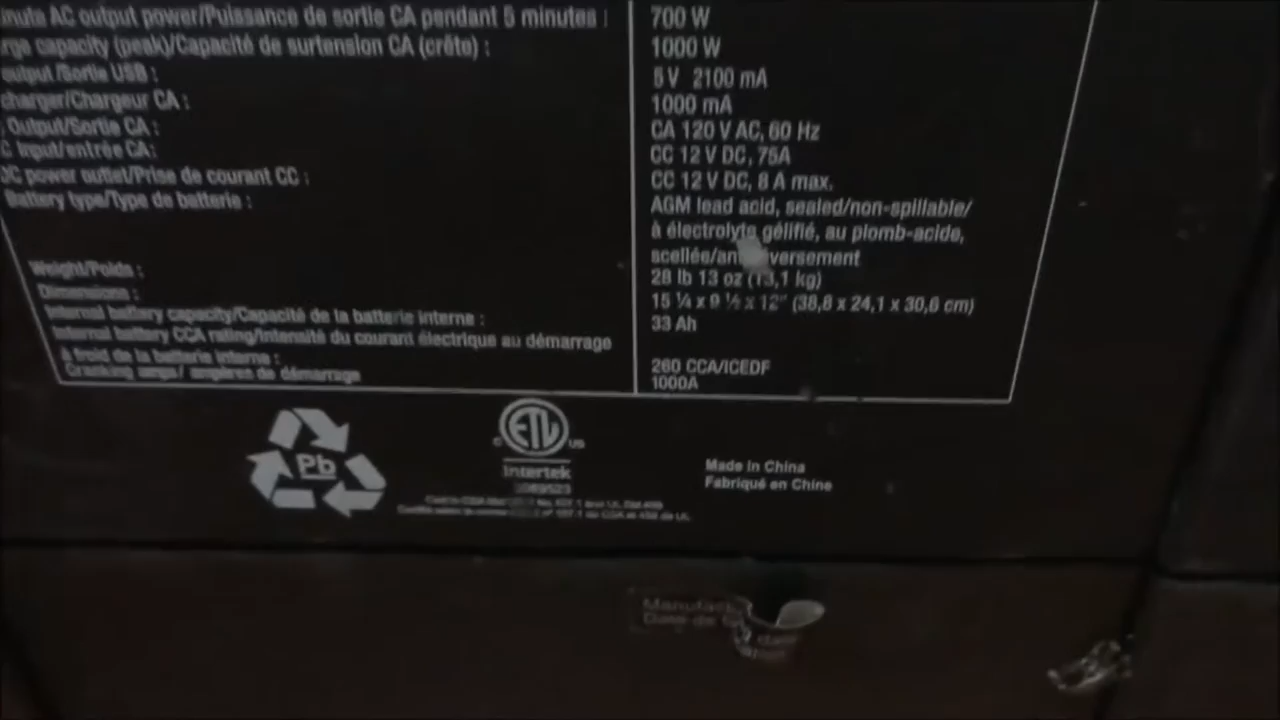 AC output power/Puissance de sortie CA pendant 5 minutes : 700 W
capacity (peak)/Capacité de surtension CA (crête) : 1000 W
output/Sortie USB : 5 V 2100 mA
charger/Chargeur CA : 1000 mA
Output/Sortie CA : CA 120 V AC, 60 Hz
Input/entrée CA: CC 12 V DC, 75A
power outlet/Prise de courant CC : CC 12 V DC, 8 A max.
Battery type/Type de batterie : AGM lead acid, sealed/non-spillable/
à électrolyte gélifié, au plomb-acide,
Weight/Poids : 28 lb 13 oz (13,1 kg)
Dimensions : 15 ¼ x 9 ½ x 12" (38,8 x 24,1 x 30,6 cm)
Internal battery capacity/Capacité de la batterie interne : 33 Ah
Internal battery CCA rating/Intensité du courant électrique au démarrage
à froid de la batterie interne : 260 CCA/ICEDF
Cranking amps/ ampères de démarrage 1000A
Pb
C ETL US
Intertek
Made in China
Fabriqué en Chine